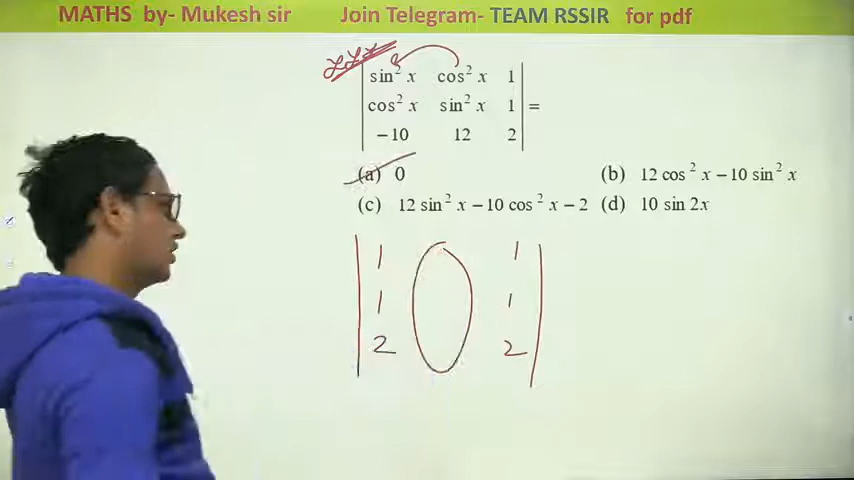 MATHS by- Mukesh sir Join Telegram- TEAM RSSIR for pdf
sin² x cos² x 1
cos² x sin² x 1 =
−10 12 2
(a) 0 (b) 12 cos² x − 10 sin² x
(c) 12 sin² x − 10 cos² x − 2 (d) 10 sin 2x
1 1
1 1
2 2